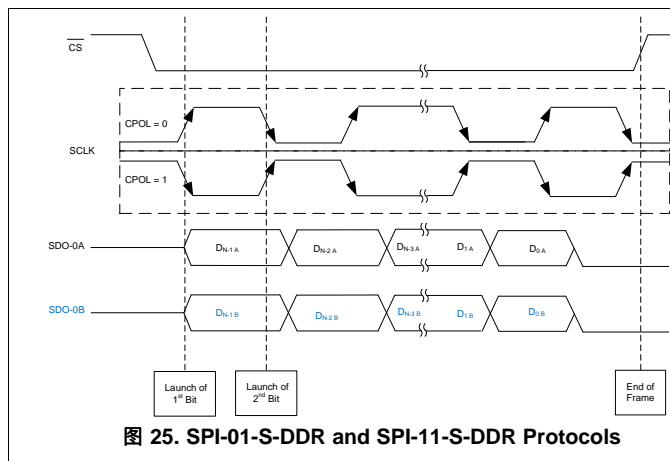 CS
CPOL = 0
SCLK
CPOL = 1
SDO-0A
DN-1 A
DN-2 A
DN-3 A
D1 A
D0 A
SDO-0B
DN-1 B
DN-2 B
DN-3 B
D1 B
D0 B
Launch of
1st Bit
Launch of
2nd Bit
End of
Frame
图 25. SPI-01-S-DDR and SPI-11-S-DDR Protocols